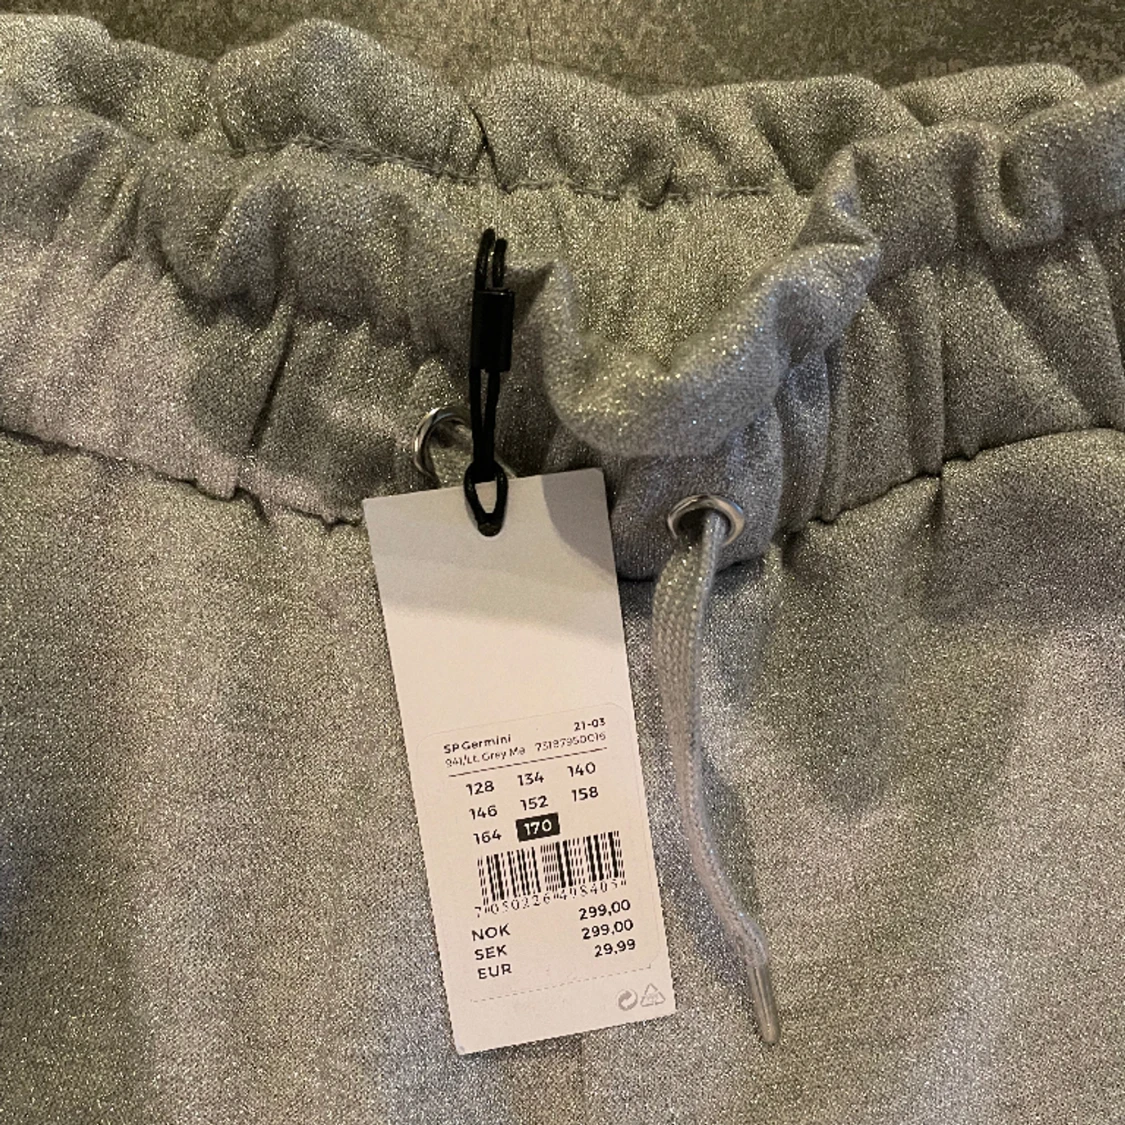 SP Germini 21-03
941/Lt. Grey Me 73187950016
128 134 140
146 152 158
164 170
NOK 299,00
SEK 299,00
EUR 29,99